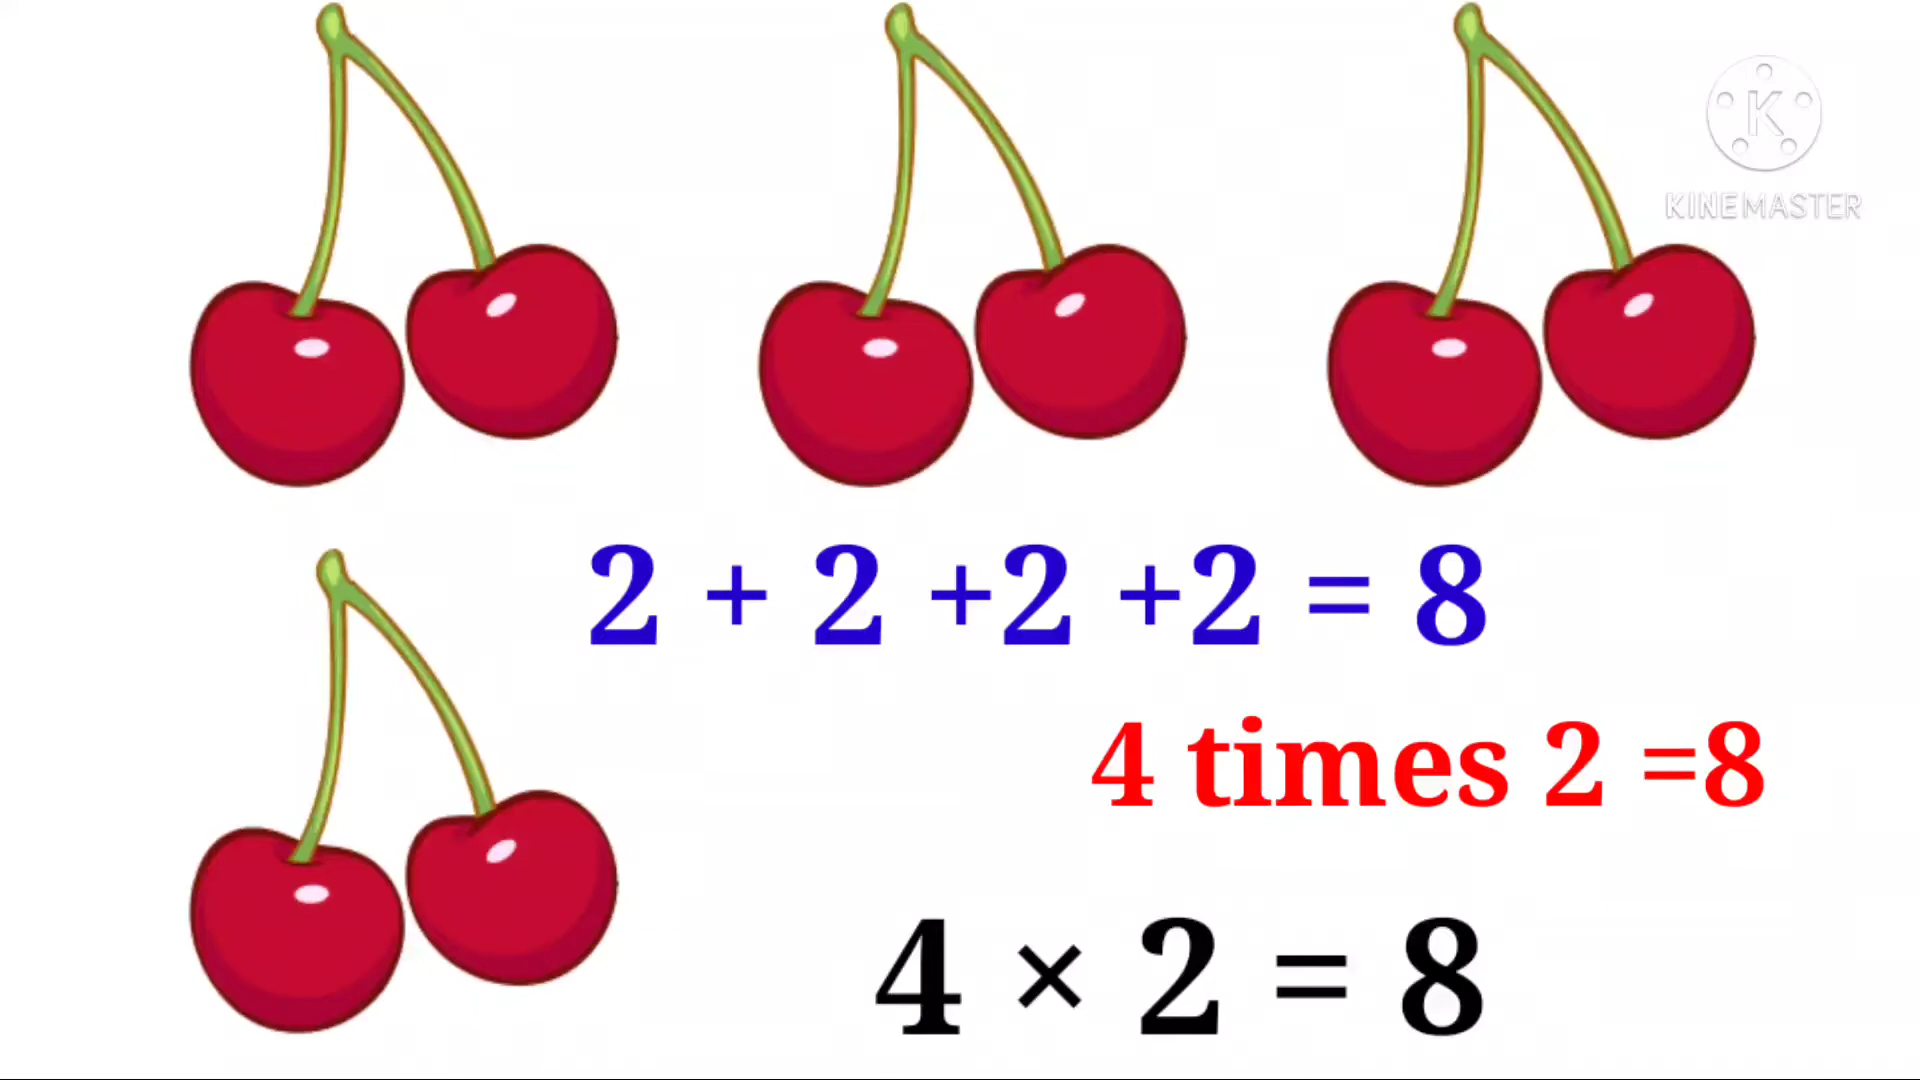 K
KINEMASTER
2 + 2 +2 +2 = 8
4 times 2 =8
4 × 2 = 8